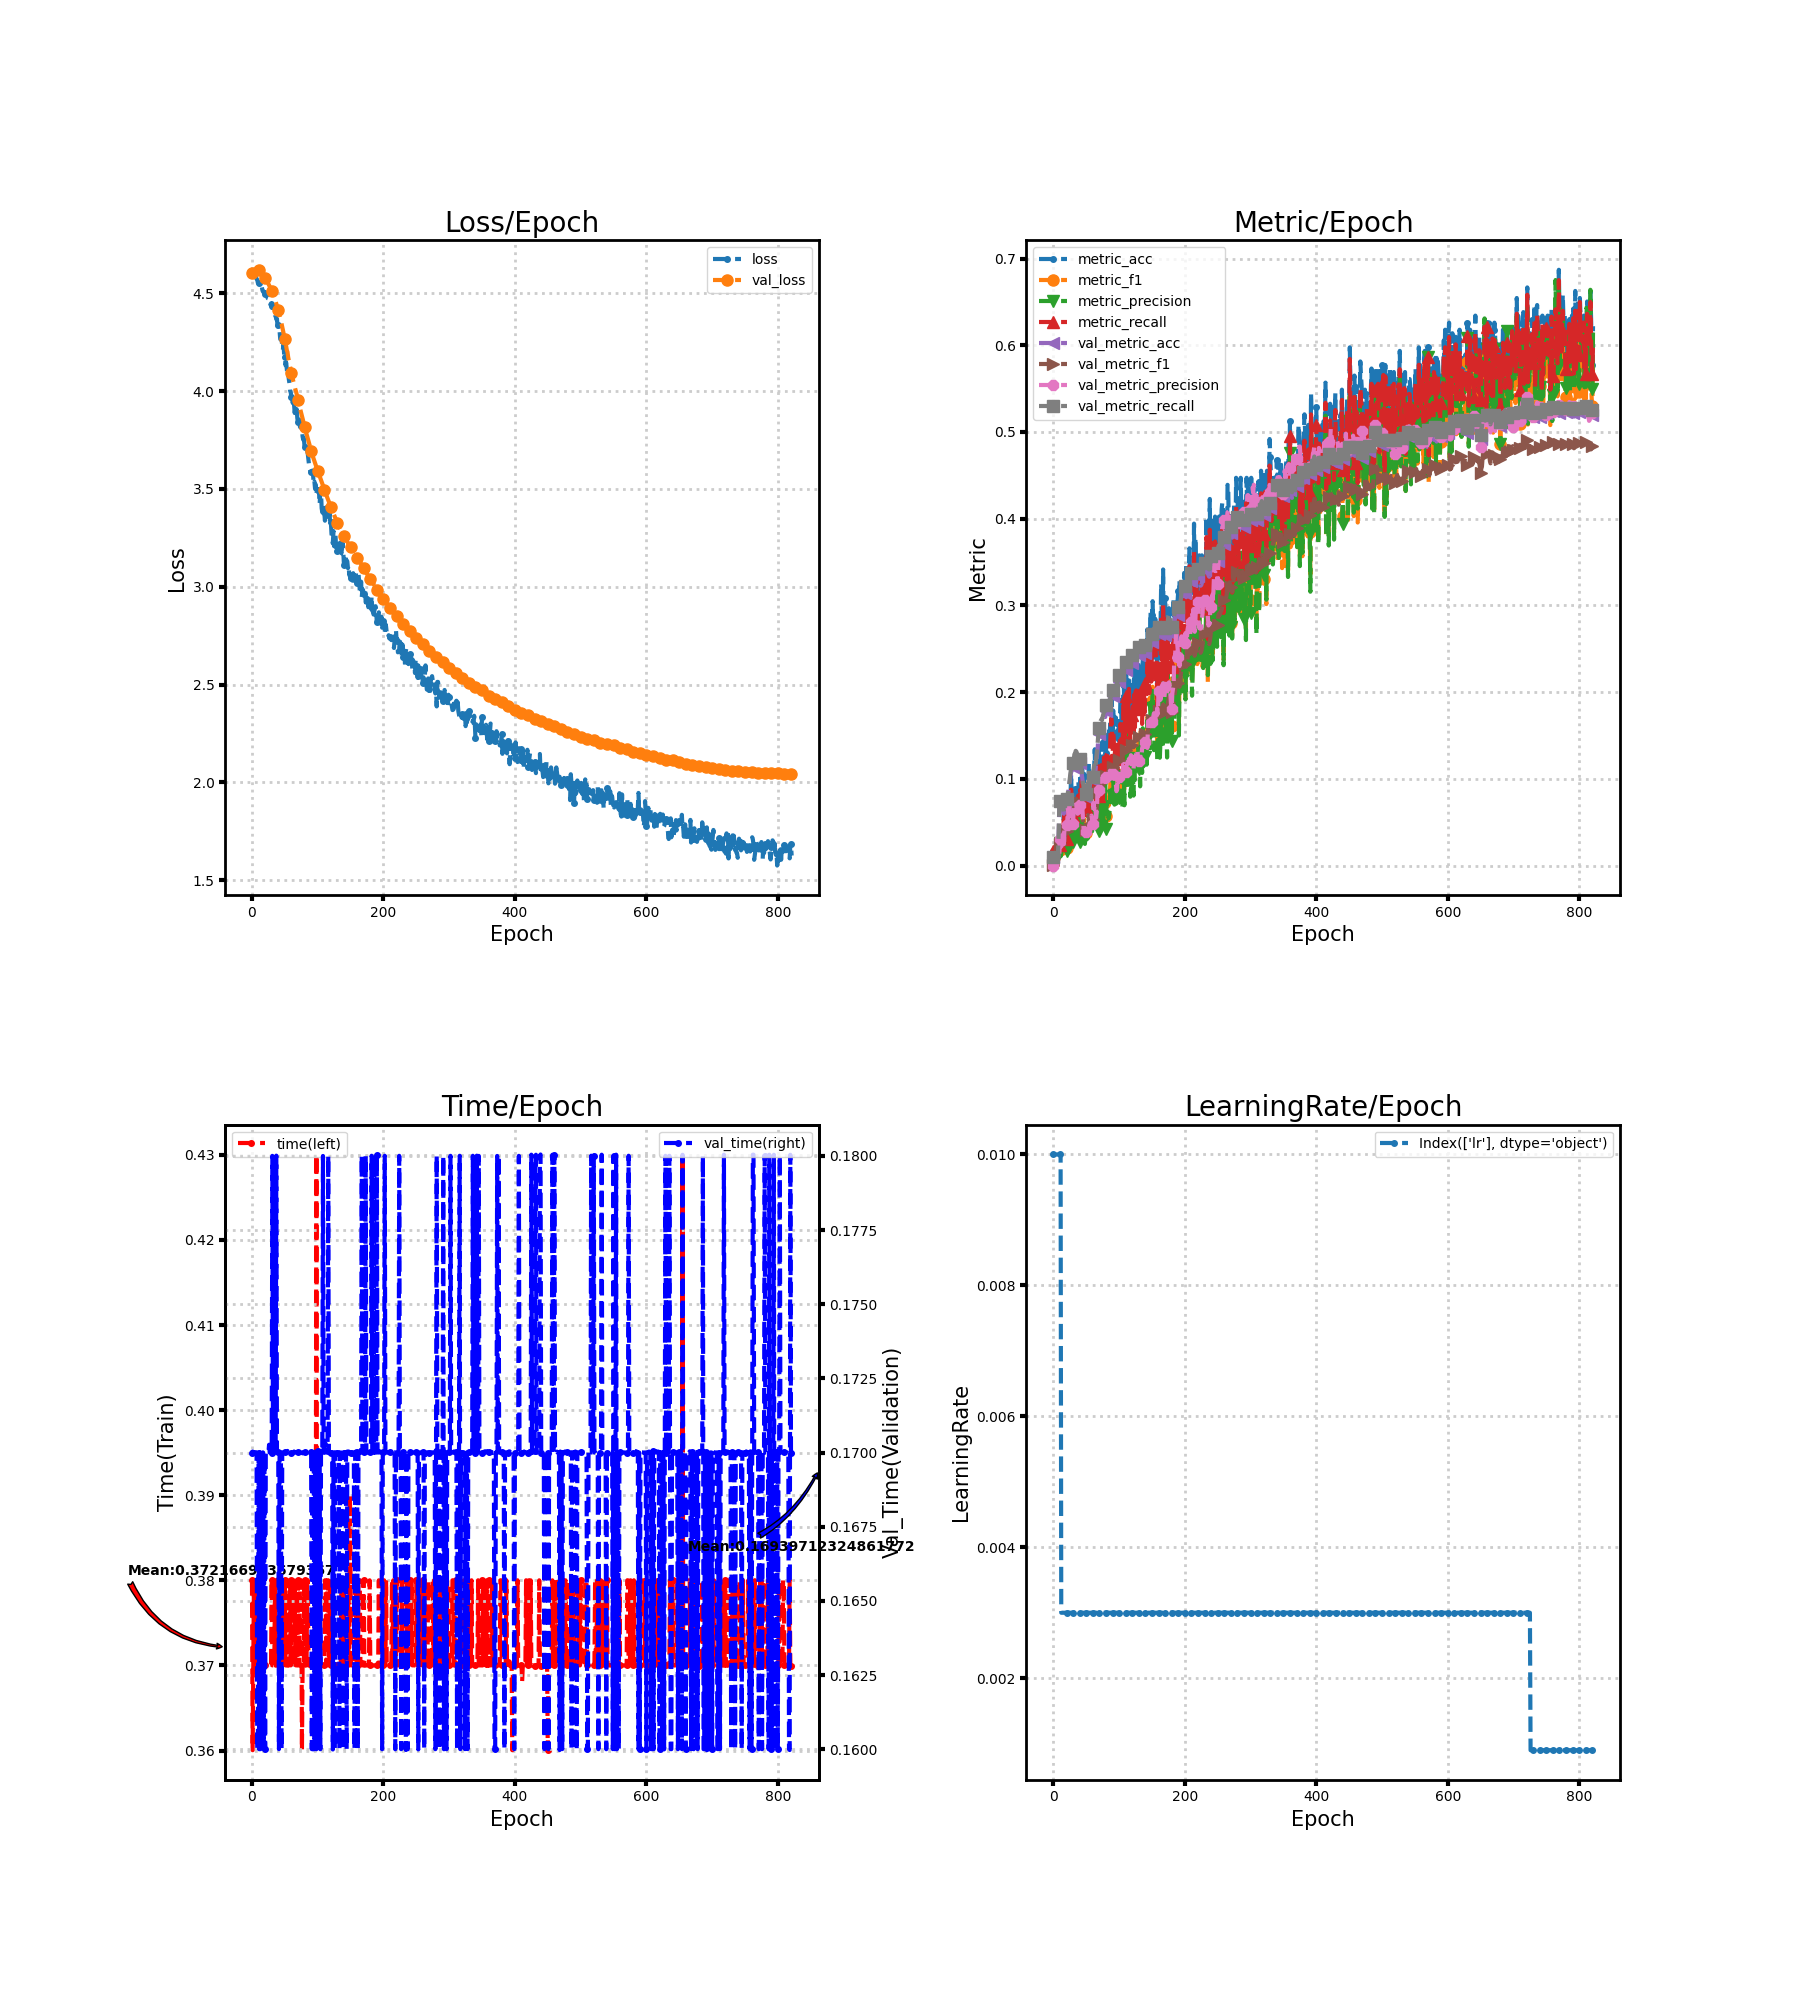 Loss/Epoch
loss
val_loss
4.5
4.0
3.5
3.0
2.5
2.0
1.5
Loss
0
200
400
600
800
Epoch
Metric/Epoch
metric_acc
metric_f1
metric_precision
metric_recall
val_metric_acc
val_metric_f1
val_metric_precision
val_metric_recall
0.7
0.6
0.5
0.4
0.3
0.2
0.1
0.0
Metric
0
200
400
600
800
Epoch
Time/Epoch
time(left)
val_time(right)
0.43
0.42
0.41
0.40
0.39
0.38
0.37
0.36
Time(Train)
0.1800
0.1775
0.1750
0.1725
0.1700
0.1675
0.1650
0.1625
0.1600
Val_Time(Validation)
Mean:0.16939712324861772
0
200
400
600
800
Epoch
LearningRate/Epoch
Index(['lr'], dtype='object')
0.010
0.008
0.006
0.004
0.002
LearningRate
0
200
400
600
800
Epoch